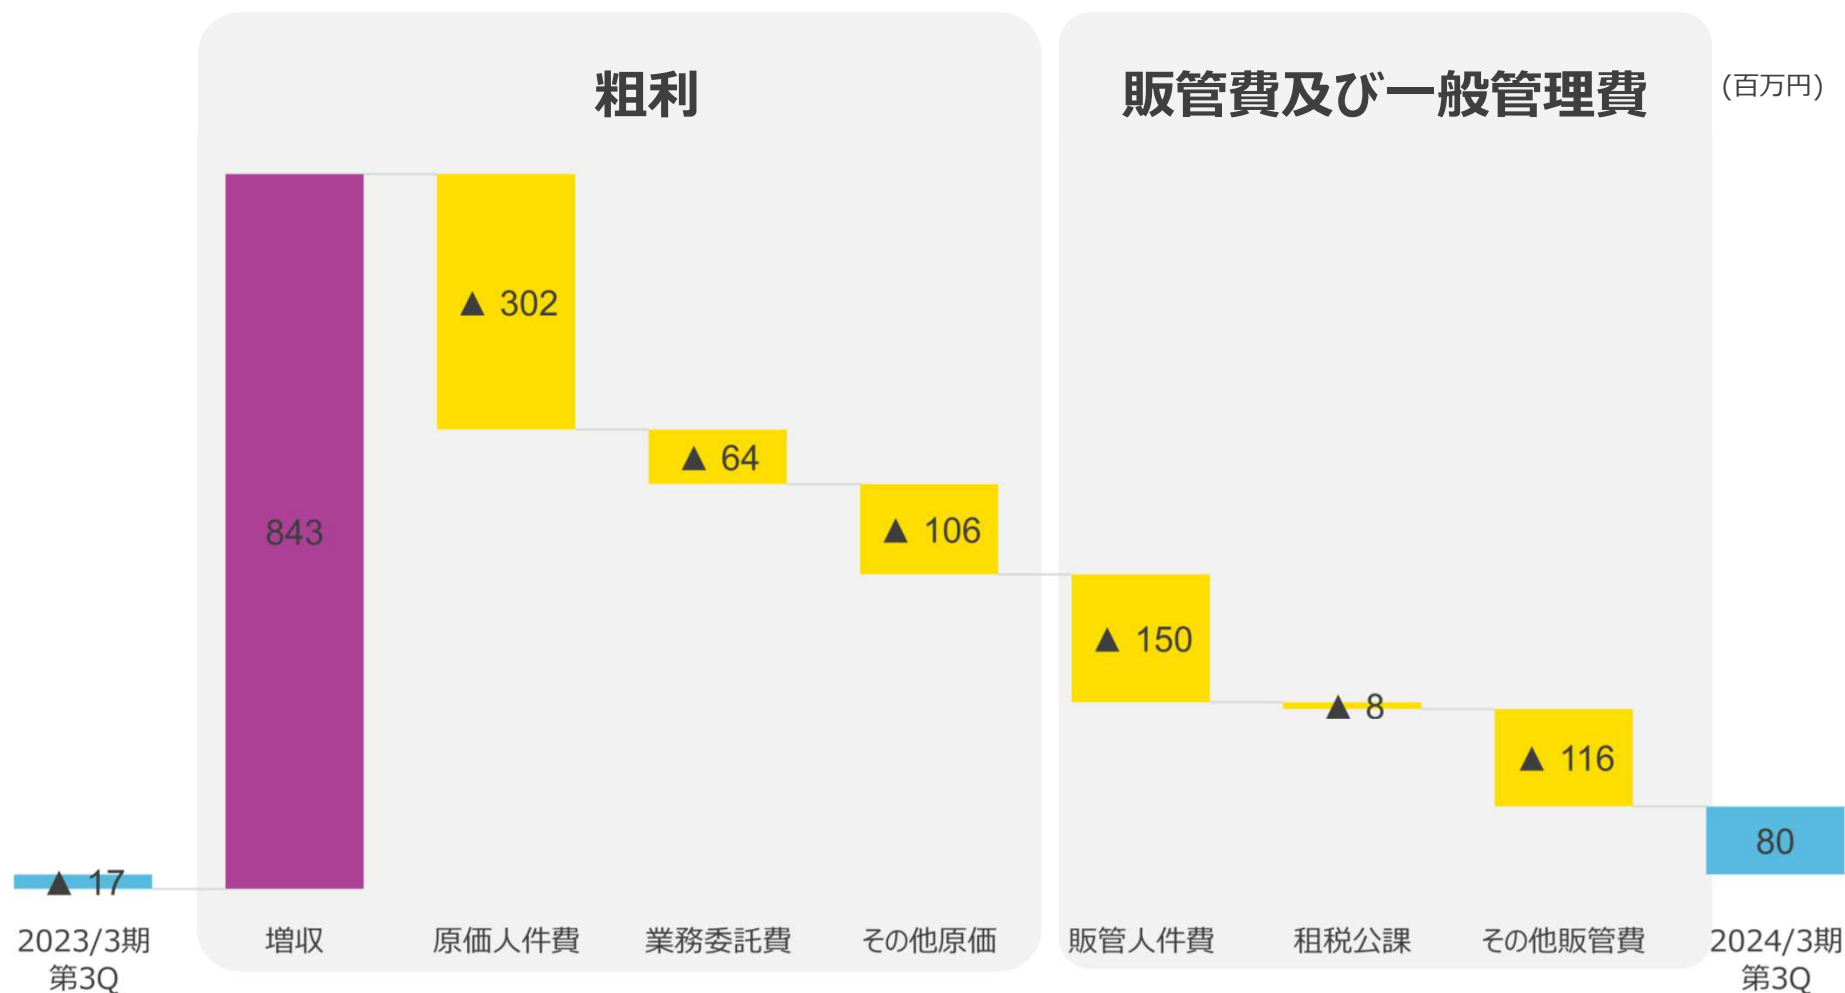 粗利
販管費及び一般管理費
(百万円)
843
▲ 302
▲ 64
▲ 106
▲ 150
▲ 8
▲ 116
80
▲ 17
2023/3期
第3Q
増収
原価人件費
業務委託費
その他原価
販管人件費
租税公課
その他販管費
2024/3期
第3Q